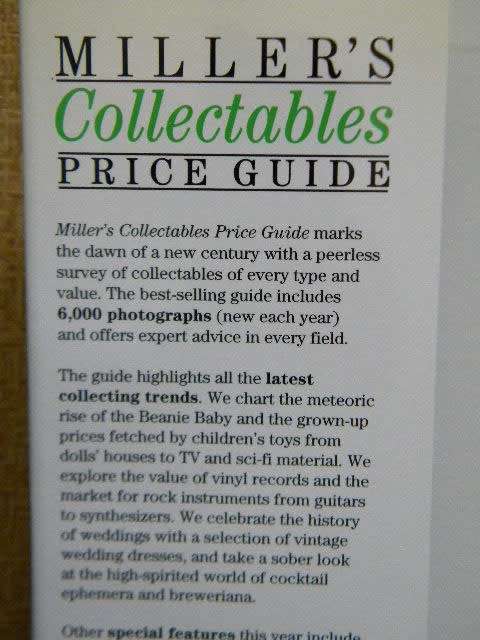 MILLER'S
Collectables
PRICE GUIDE
Miller's Collectables Price Guide marks
the dawn of a new century with a peerless
survey of collectables of every type and
value. The best-selling guide includes
6,000 photographs (new each year)
and offers expert advice in every field.
The guide highlights all the latest
collecting trends. We chart the meteoric
rise of the Beanie Baby and the grown-up
prices fetched by children's toys from
dolls' houses to TV and sci-fi material. We
explore the value of vinyl records and the
market for rock instruments from guitars
to synthesizers. We celebrate the history
of weddings with a selection of vintage
wedding dresses, and take a sober look
at the high-spirited world of cocktail
ephemera and breweriana.
Other special features this year include